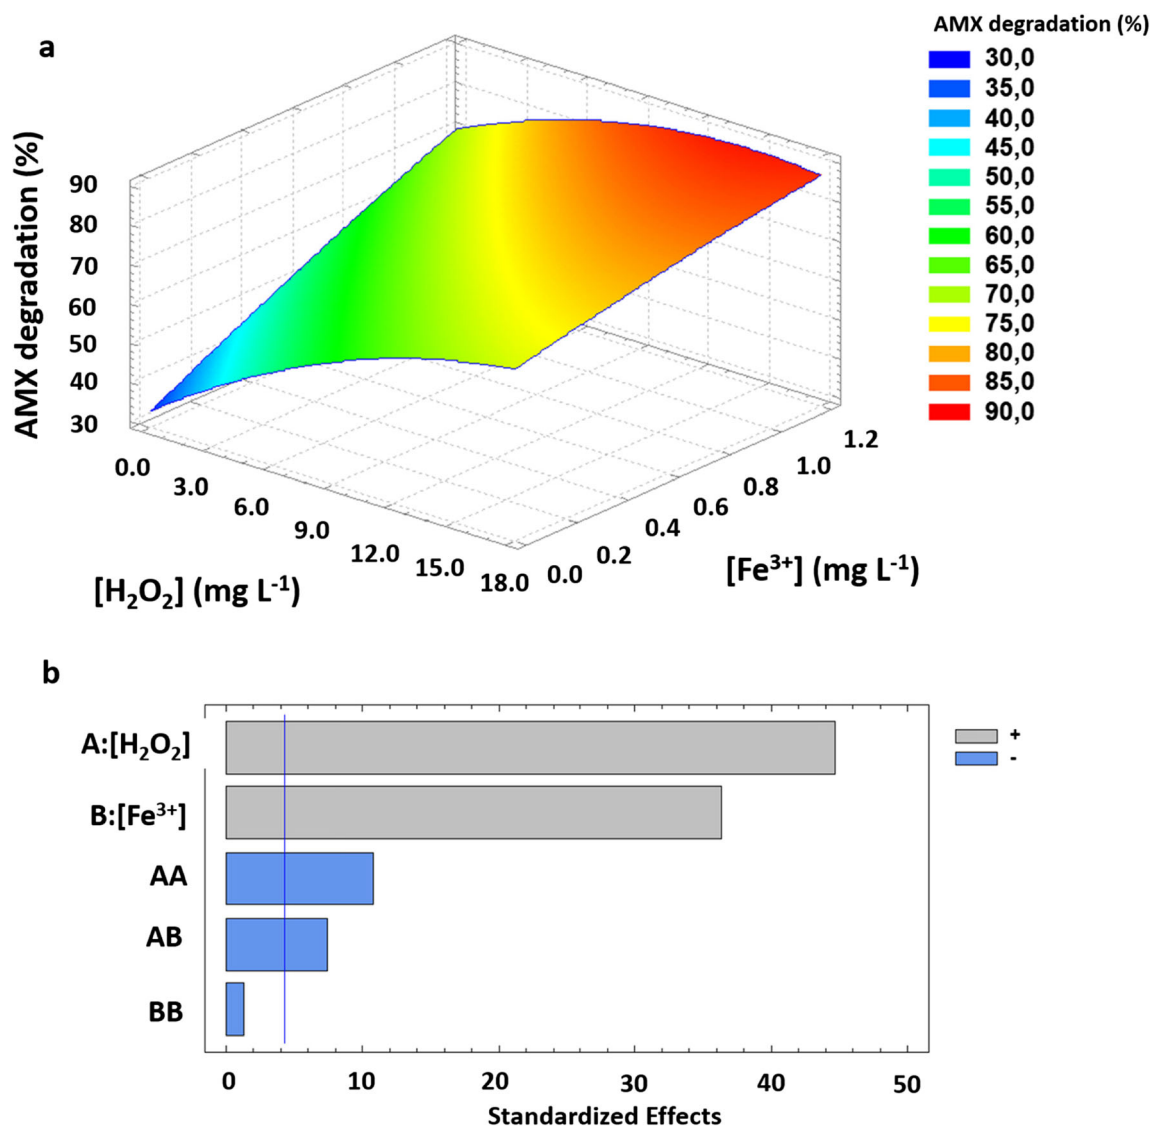 a
AMX degradation (%)
30,0
35,0
40,0
45,0
50,0
55,0
60,0
65,0
70,0
75,0
80,0
85,0
90,0
AMX degradation (%)
90
80
70
60
50
40
30
0.0
3.0
6.0
9.0
12.0
15.0
18.0
[H₂O₂] (mg L⁻¹)
0.0
0.2
0.4
0.6
0.8
1.0
1.2
[Fe³⁺] (mg L⁻¹)
b
A:[H₂O₂]
B:[Fe³⁺]
AA
AB
BB
+
-
0 10 20 30 40 50
Standardized Effects